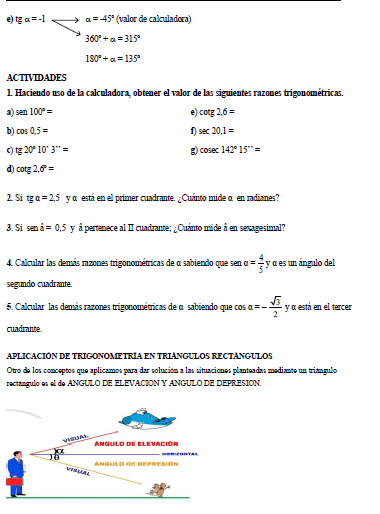 e) tg α = -1 α = -45º (valor de calculadora)
360º + α = 315º
180º + α = 135º
ACTIVIDADES
1. Haciendo uso de la calculadora, obtener el valor de las siguientes razones trigonométricas.
a) sen 100º = e) cotg 2,6 =
b) cos 0,5 = f) sec 20,1 =
c) tg 20º 10´ 3´´ = g) cosec 142º 15´´ =
d) cotg 2,6º =
2. Si tg α = 2,5 y α está en el primer cuadrante. ¿Cuánto mide α en radianes?
3. Si sen â = 0,5 y â pertenece al II cuadrante; ¿Cuánto mide â en sexagesimal?
4. Calcular las demás razones trigonométricas de α sabiendo que sen α = 4/5 y α es un ángulo del
segundo cuadrante.
5. Calcular las demás razones trigonométricas de α sabiendo que cos α = - √3/2 y α está en el tercer
cuadrante.
APLICACIÓN DE TRIGONOMETRÍA EN TRIÁNGULOS RECTÁNGULOS
Otro de los conceptos que aplicamos para dar solución a las situaciones planteadas mediante un triángulo
rectángulo es el de ANGULO DE ELEVACION Y ANGULO DE DEPRESION.
VISUAL
ÁNGULO DE ELEVACIÓN
α
HORIZONTAL
θ
ÁNGULO DE DEPRESIÓN
VISUAL